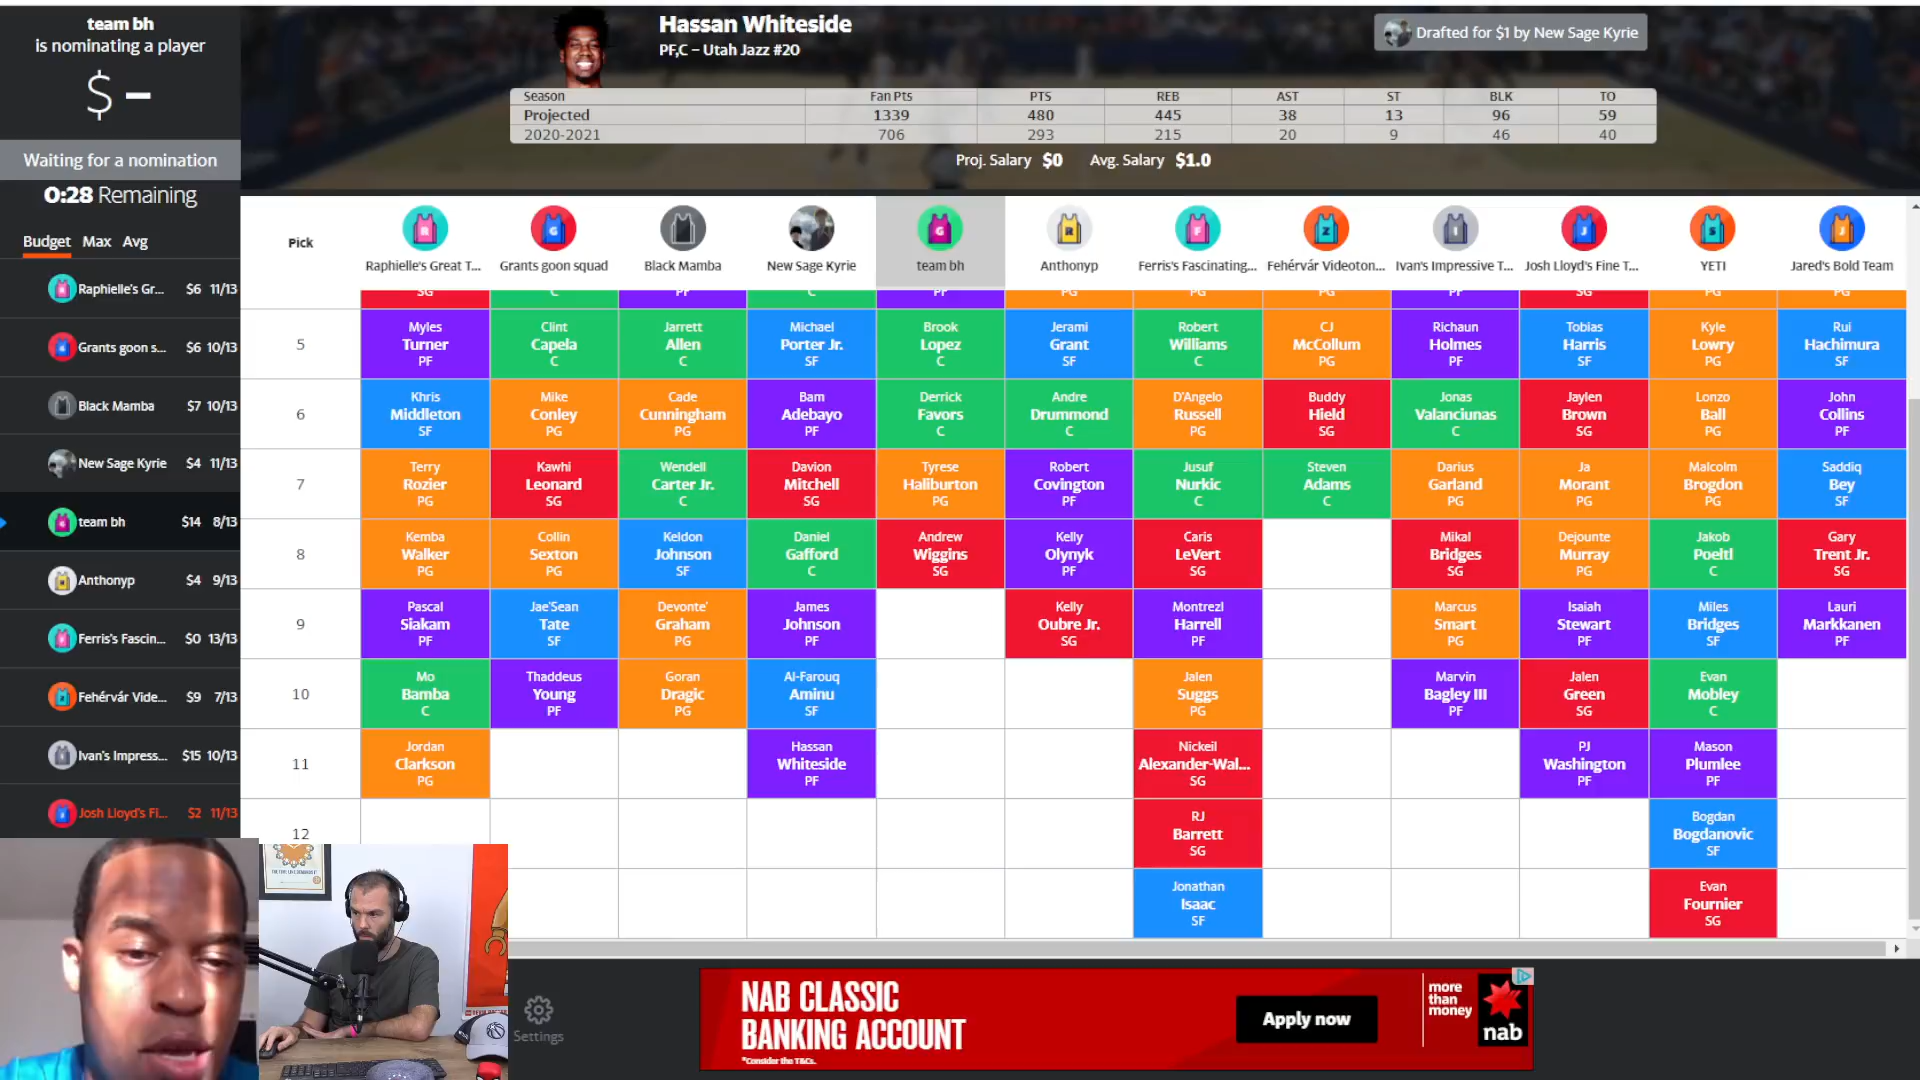 team bh
is nominating a player
$ –
Waiting for a nomination
0:28 Remaining
Budget Max Avg
Raphielle's Gr... $6 11/13
Grants goon s... $6 10/13
Black Mamba $7 10/13
New Sage Kyrie $4 11/13
team bh $14 8/13
Anthonyp $4 9/13
Ferris's Fascin... $0 13/13
Fehérvár Vide... $9 7/13
Ivan's Impress... $15 10/13
Josh Lloyd's Fi... $2 11/13
Hassan Whiteside
PF,C – Utah Jazz #20
Drafted for $1 by New Sage Kyrie
Season Fan Pts PTS REB AST ST BLK TO
Projected 1339 480 445 38 13 96 59
2020-2021 706 293 215 20 9 46 40
Proj. Salary $0 Avg. Salary $1.0
Pick
Raphielle's Great T... Grants goon squad Black Mamba New Sage Kyrie team bh Anthonyp Ferris's Fascinating... Fehérvár Videoton... Ivan's Impressive T... Josh Lloyd's Fine T... YETI Jared's Bold Team
SG C PF C PF PG PG PG PF SG PG PG
Myles Clint Jarrett Michael Brook Jerami Robert CJ Richaun Tobias Kyle Rui
5 Turner Capela Allen Porter Jr. Lopez Grant Williams McCollum Holmes Harris Lowry Hachimura
PF C C SF C SF C PG PF SF PG SF
Khris Mike Cade Bam Derrick Andre D'Angelo Buddy Jonas Jaylen Lonzo John
6 Middleton Conley Cunningham Adebayo Favors Drummond Russell Hield Valanciunas Brown Ball Collins
SF PG PG PF C C PG SG C SG PG PF
Terry Kawhi Wendell Davion Tyrese Robert Jusuf Steven Darius Ja Malcolm Saddiq
7 Rozier Leonard Carter Jr. Mitchell Haliburton Covington Nurkic Adams Garland Morant Brogdon Bey
PG SG C SG PG PF C C PG PG PG SF
Kemba Collin Keldon Daniel Andrew Kelly Caris Mikal Dejounte Jakob Gary
8 Walker Sexton Johnson Gafford Wiggins Olynyk LeVert Bridges Murray Poeltl Trent Jr.
PG PG SF C SG PF SG SG PG C SG
Pascal Jae'Sean Devonte' James Kelly Montrezl Marcus Isaiah Miles Lauri
9 Siakam Tate Graham Johnson Oubre Jr. Harrell Smart Stewart Bridges Markkanen
PF SF PG PF SG PF PG PF SF PF
Mo Thaddeus Goran Al-Farouq Jalen Marvin Jalen Evan
10 Bamba Young Dragic Aminu Suggs Bagley III Green Mobley
C PF PG SF PG PF SG C
Jordan Hassan Nickeil PJ Mason
11 Clarkson Whiteside Alexander-Wal... Washington Plumlee
PG PF SG PF PF
RJ Bogdan
12 Barrett Bogdanovic
SG SF
Jonathan Evan
Isaac Fournier
SF SG
Settings
NAB CLASSIC
BANKING ACCOUNT
*Consider the T&Cs.
Apply now
more
than
money
nab